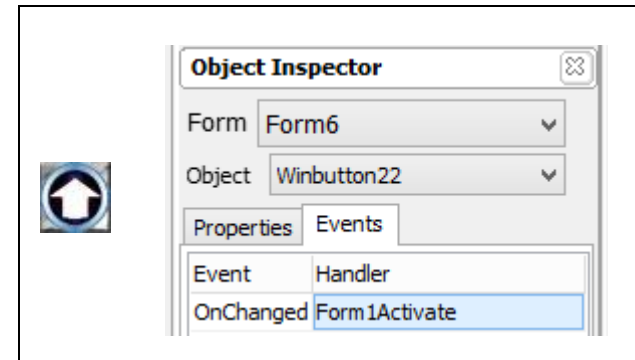 Object Inspector
Form Form6
Object Winbutton22
Properties Events
Event Handler
OnChanged Form1Activate